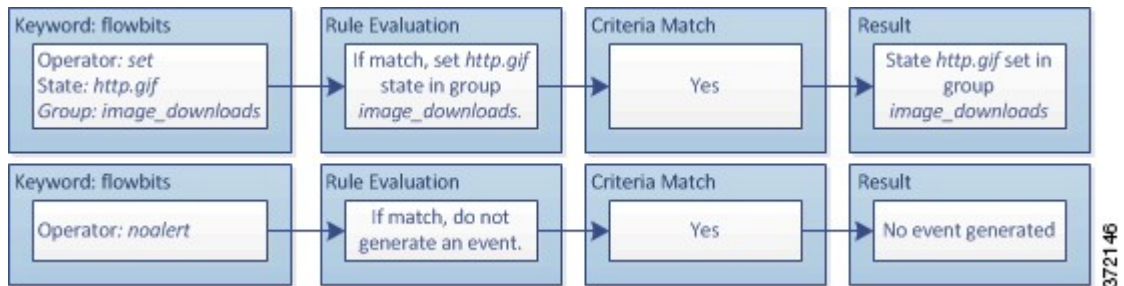 Keyword: flowbits
Operator: set
State: http.gif
Group: image_downloads
Rule Evaluation
If match, set http.gif
state in group
image_downloads.
Criteria Match
Yes
Result
State http.gif set in
group
image_downloads
Keyword: flowbits
Operator: noalert
Rule Evaluation
If match, do not
generate an event.
Criteria Match
Yes
Result
No event generated
372146